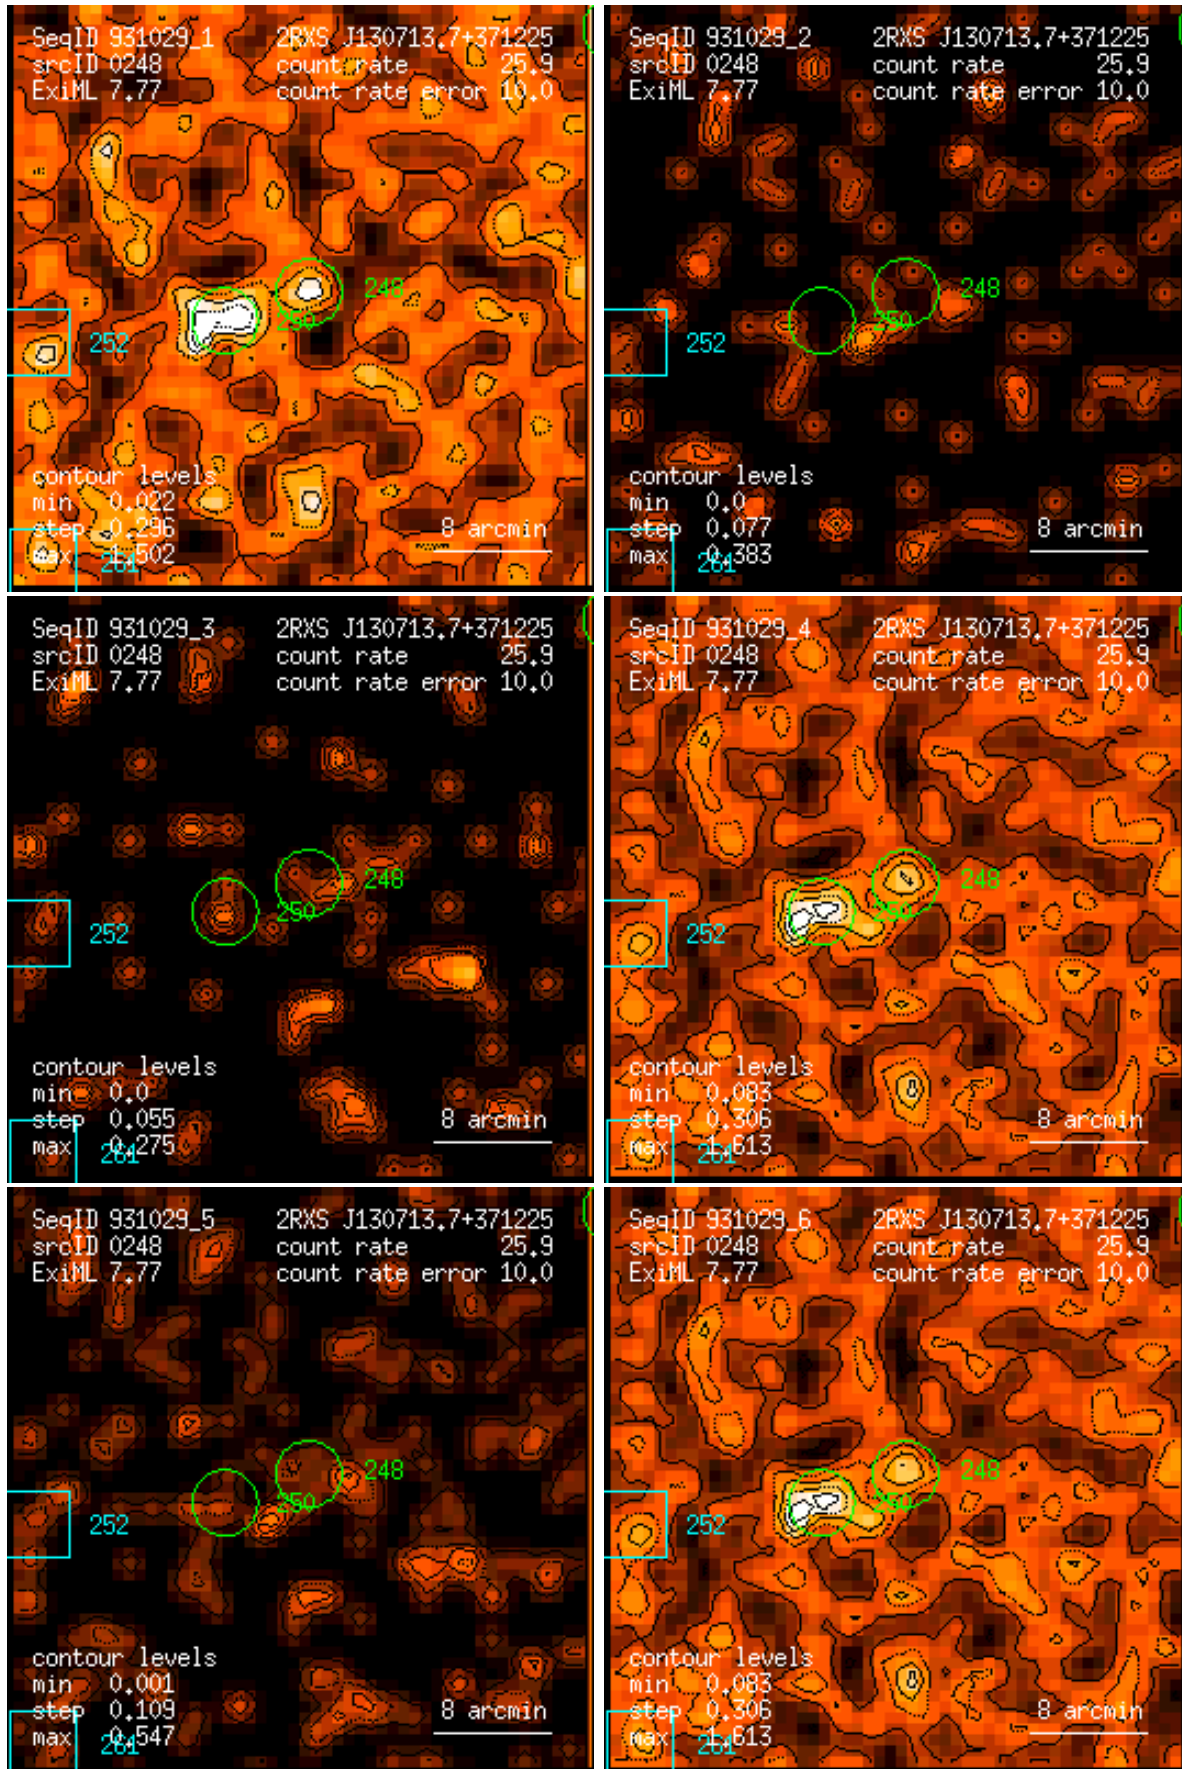 SeqID 931029_1 2RXS J130713.7+371225
srcID 0248 count rate 25.9
ExiML 7.77 count rate error 10.0
248
250
252
contour levels
min 0.022
step 0.296
max 1.502
261
8 arcmin
SeqID 931029_2 2RXS J130713.7+371225
srcID 0248 count rate 25.9
ExiML 7.77 count rate error 10.0
248
250
252
contour levels
min 0.0
step 0.077
max 0.383
261
8 arcmin
SeqID 931029_3 2RXS J130713.7+371225
srcID 0248 count rate 25.9
ExiML 7.77 count rate error 10.0
248
250
252
contour levels
min 0.0
step 0.055
max 0.275
261
8 arcmin
SeqID 931029_4 2RXS J130713.7+371225
srcID 0248 count rate 25.9
ExiML 7.77 count rate error 10.0
248
250
252
contour levels
min 0.083
step 0.306
max 1.613
261
8 arcmin
SeqID 931029_5 2RXS J130713.7+371225
srcID 0248 count rate 25.9
ExiML 7.77 count rate error 10.0
248
250
252
contour levels
min 0.001
step 0.109
max 0.547
261
8 arcmin
SeqID 931029_6 2RXS J130713.7+371225
srcID 0248 count rate 25.9
ExiML 7.77 count rate error 10.0
248
250
252
contour levels
min 0.083
step 0.306
max 1.613
261
8 arcmin